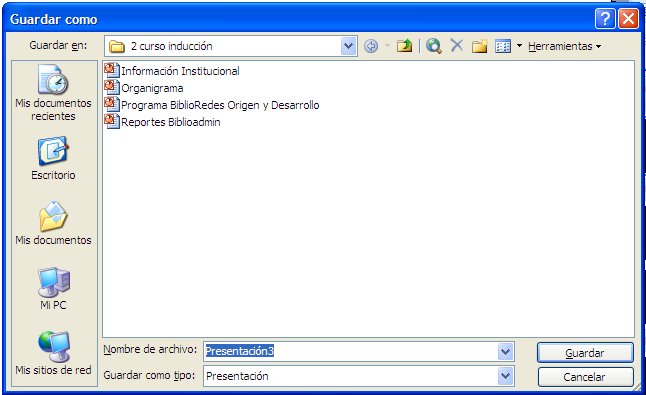 Guardar como
Guardar en: 2 curso inducción Herramientas
Mis documentos
recientes
Escritorio
Mis documentos
Mi PC
Mis sitios de red
Información Institucional
Organigrama
Programa BiblioRedes Origen y Desarrollo
Reportes Biblioadmin
Nombre de archivo: Presentación3 Guardar
Guardar como tipo: Presentación Cancelar